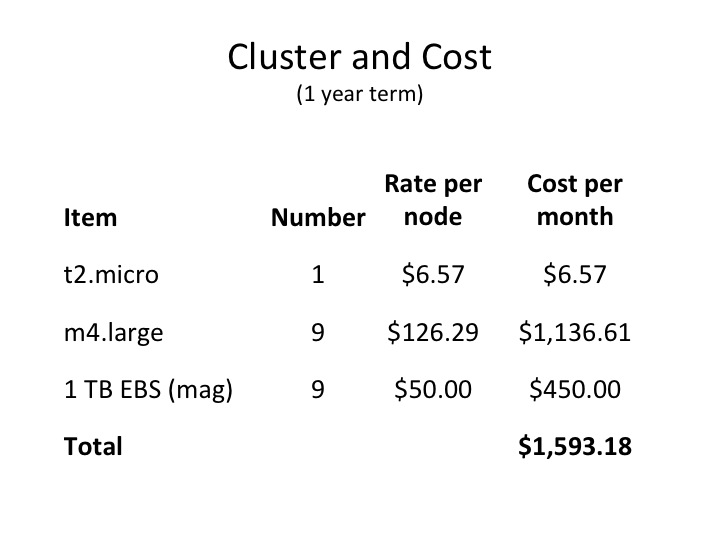 Cluster and Cost
(1 year term)
Item Number Rate per node Cost per month
t2.micro 1 $6.57 $6.57
m4.large 9 $126.29 $1,136.61
1 TB EBS (mag) 9 $50.00 $450.00
Total $1,593.18